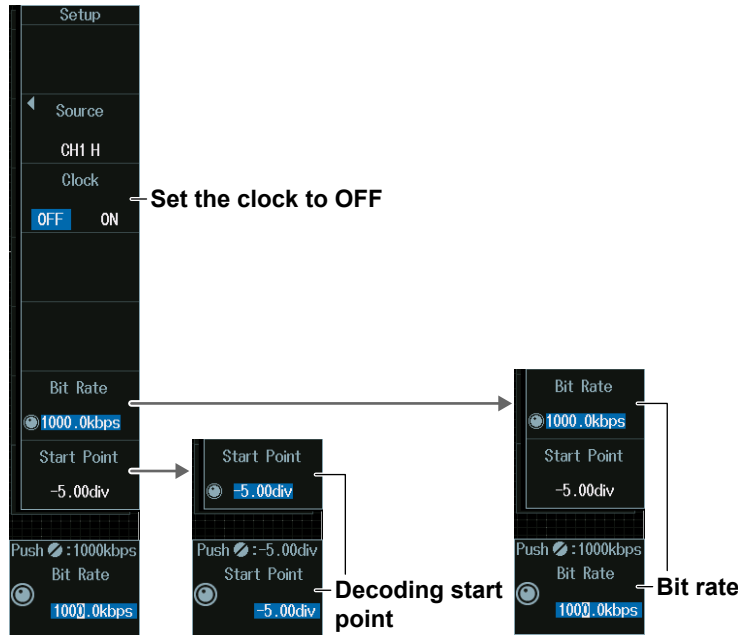 Setup
Source
CH1 H
Clock
OFF ON
Set the clock to OFF
Bit Rate
1000.0kbps
Start Point
-5.00div
Push :1000kbps
Bit Rate
1000.0kbps
Start Point
-5.00div
Push :-5.00div
Start Point
-5.00div
Decoding start
point
Bit Rate
1000.0kbps
Start Point
-5.00div
Push :1000kbps
Bit Rate
1000.0kbps
Bit rate